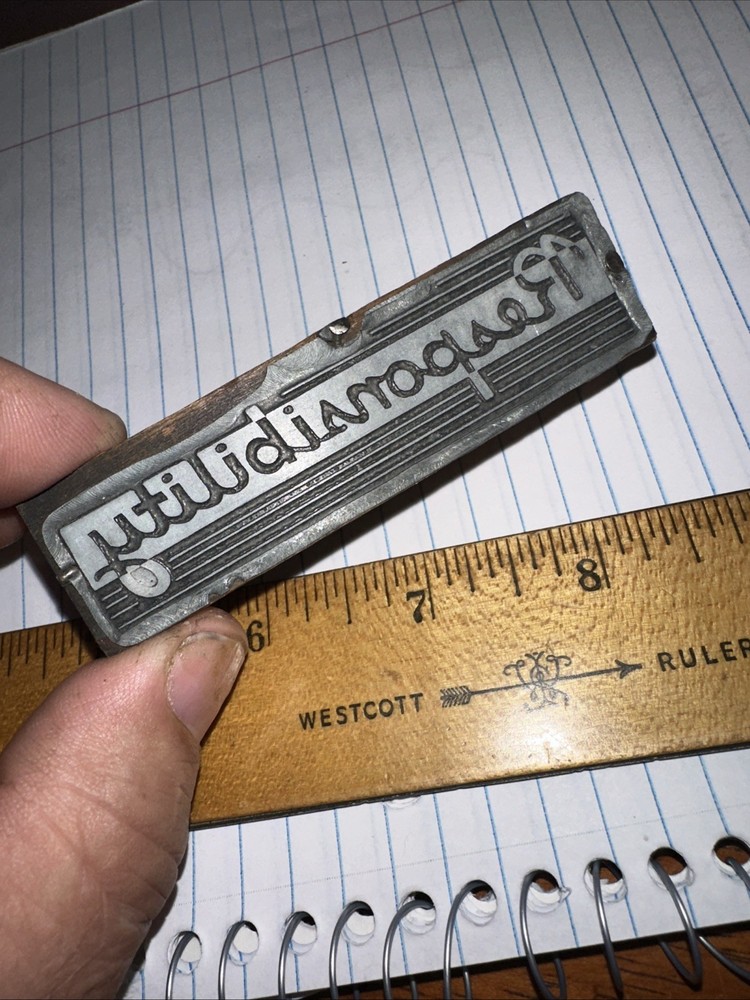 Responsibility
6 7 8
WESTCOTT RULER